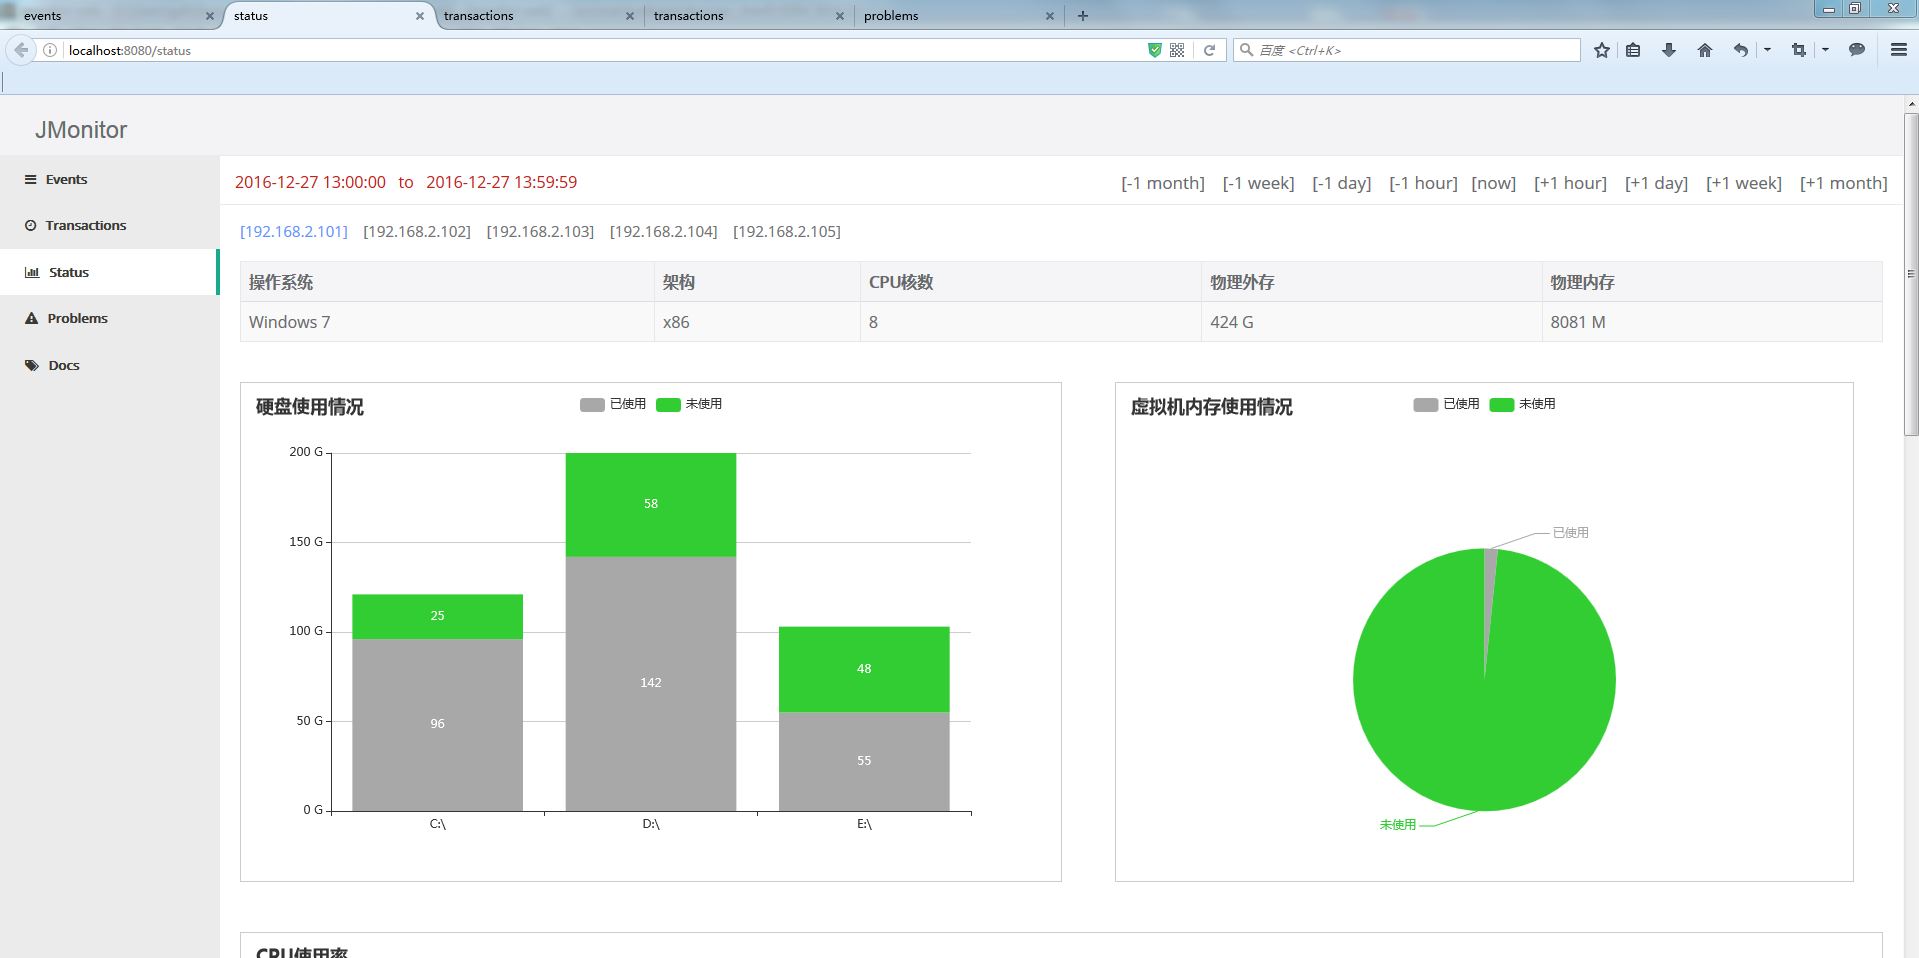 events
status
transactions
transactions
problems
localhost:8080/status
百度 <Ctrl+K>
JMonitor
Events
Transactions
Status
Problems
Docs
2016-12-27 13:00:00 to 2016-12-27 13:59:59
[-1 month] [-1 week] [-1 day] [-1 hour] [now] [+1 hour] [+1 day] [+1 week] [+1 month]
[192.168.2.101] [192.168.2.102] [192.168.2.103] [192.168.2.104] [192.168.2.105]
操作系统 架构 CPU核数 物理外存 物理内存
Windows 7 x86 8 424 G 8081 M
硬盘使用情况
已使用 未使用
200 G
150 G
100 G
50 G
0 G
58
25
142
48
96
55
C:\ D:\ E:\
虚拟机内存使用情况
已使用 未使用
已使用
未使用
CPU使用率